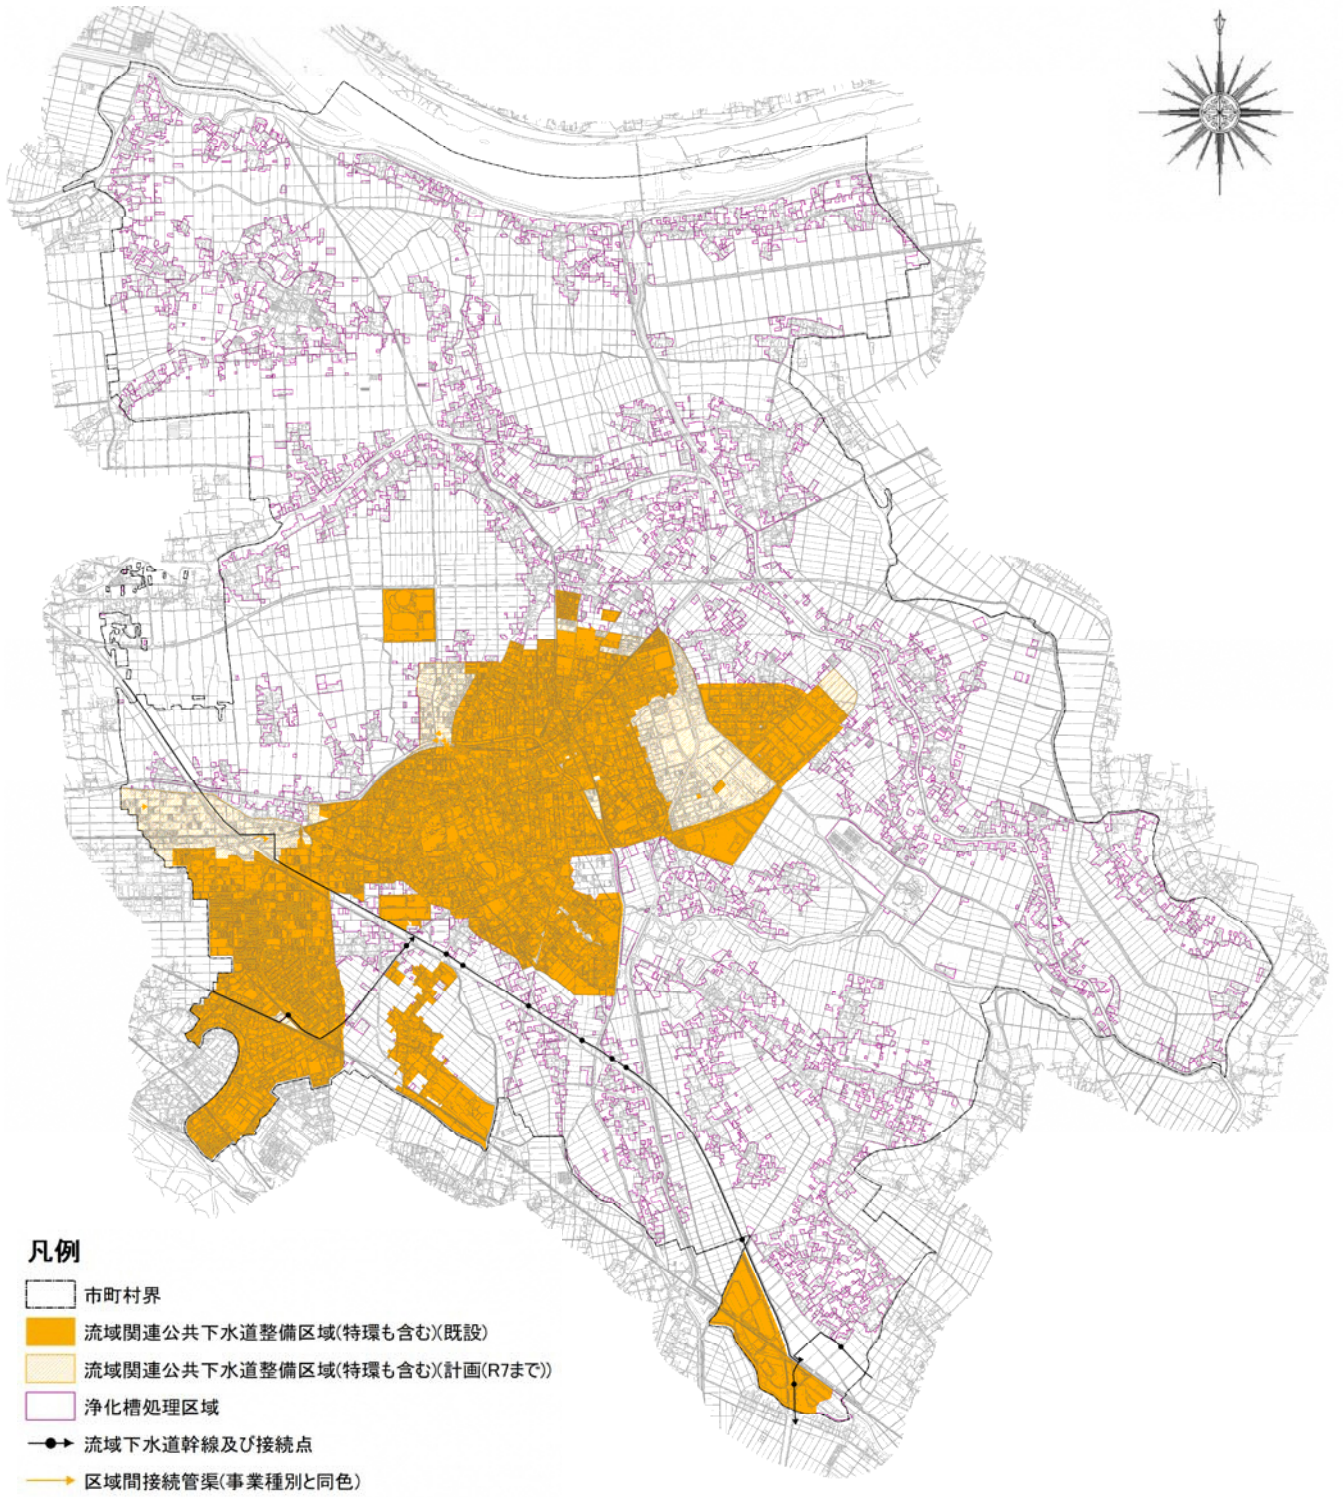 凡例
市町村界
流域関連公共下水道整備区域(特環も含む)(既設)
流域関連公共下水道整備区域(特環も含む)(計画(R7まで))
浄化槽処理区域
流域下水道幹線及び接続点
区域間接続管渠(事業種別と同色)